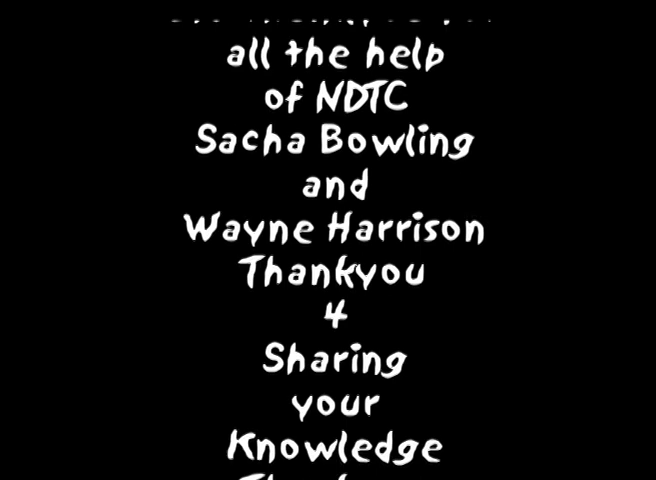 all the help
of NDTC
Sacha Bowling
and
Wayne Harrison
Thankyou
4
Sharing
your
Knowledge